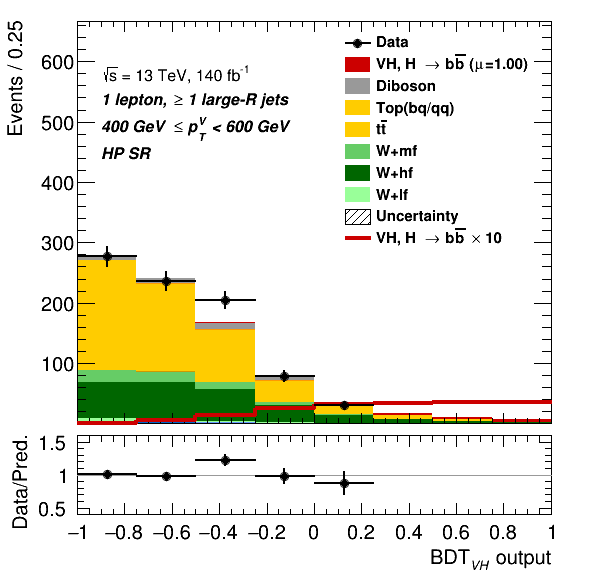 Events / 0.25
600
500
400
300
200
100
√s = 13 TeV, 140 fb⁻¹
1 lepton, ≥ 1 large-R jets
400 GeV ≤ p_T^V < 600 GeV
HP SR
Data
VH, H → bb̅ (μ=1.00)
Diboson
Top(bq/qq)
tt̅
W+mf
W+hf
W+lf
Uncertainty
VH, H → bb̅ × 10
Data/Pred.
1.5
1
0.5
−1 −0.8 −0.6 −0.4 −0.2 0 0.2 0.4 0.6 0.8 1
BDT_VH output